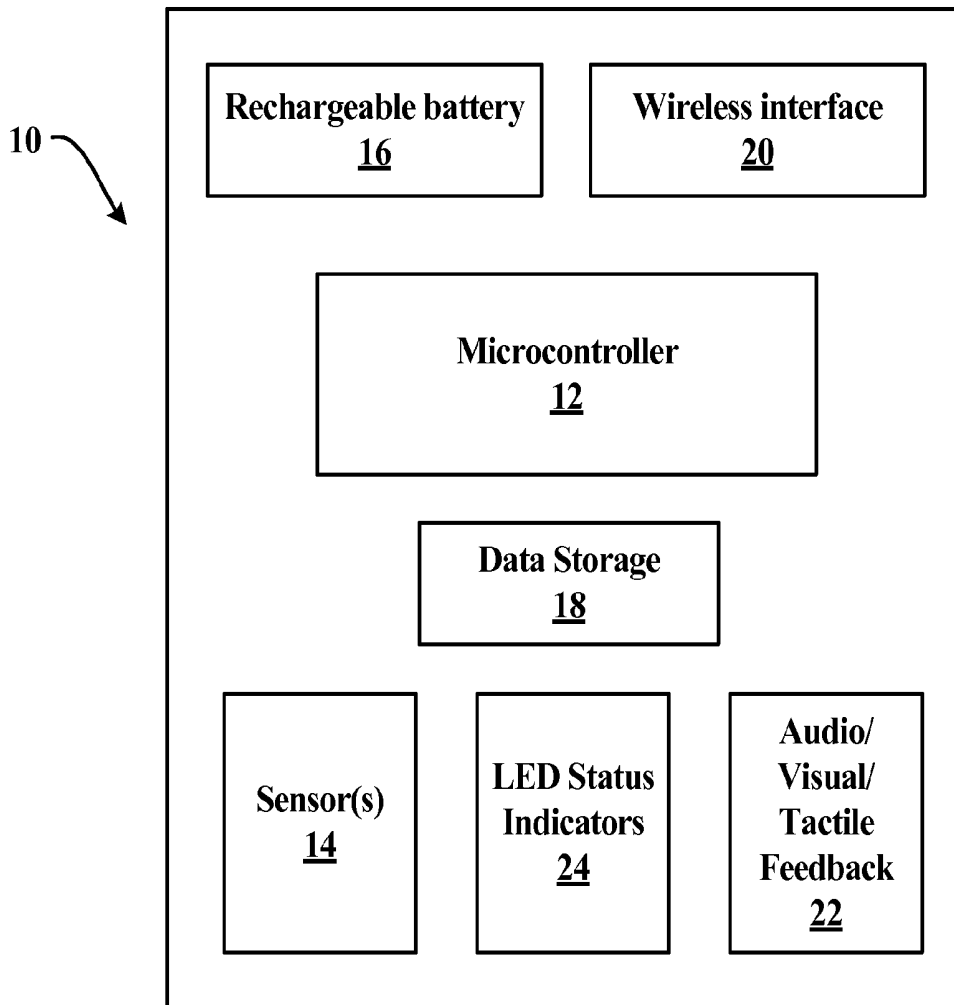 10
Rechargeable battery
16
Wireless interface
20
Microcontroller
12
Data Storage
18
Sensor(s)
14
LED Status
Indicators
24
Audio/
Visual/
Tactile
Feedback
22